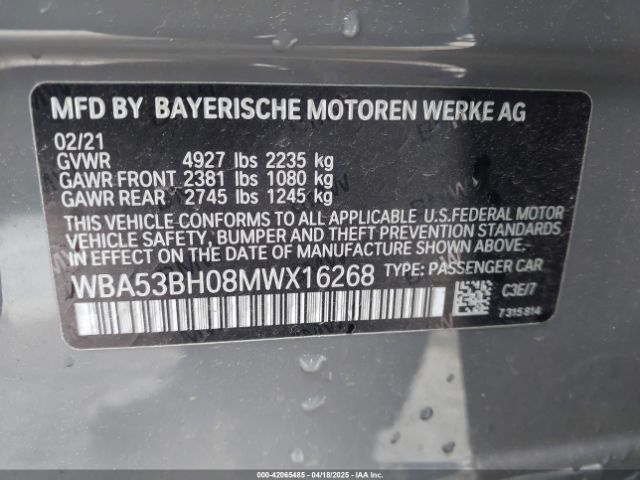 MFD BY BAYERISCHE MOTOREN WERKE AG
02/21
GVWR 4927 lbs 2235 kg
GAWR FRONT 2381 lbs 1080 kg
GAWR REAR 2745 lbs 1245 kg
THIS VEHICLE CONFORMS TO ALL APPLICABLE U.S.FEDERAL MOTOR
VEHICLE SAFETY, BUMPER AND THEFT PREVENTION STANDARDS
IN EFFECT ON THE DATE OF MANUFACTURE SHOWN ABOVE.
WBA53BH08MWX16268 TYPE: PASSENGER CAR
C3E/7
7315814
000-42065485 - 04/18/2025 - IAAI.CA